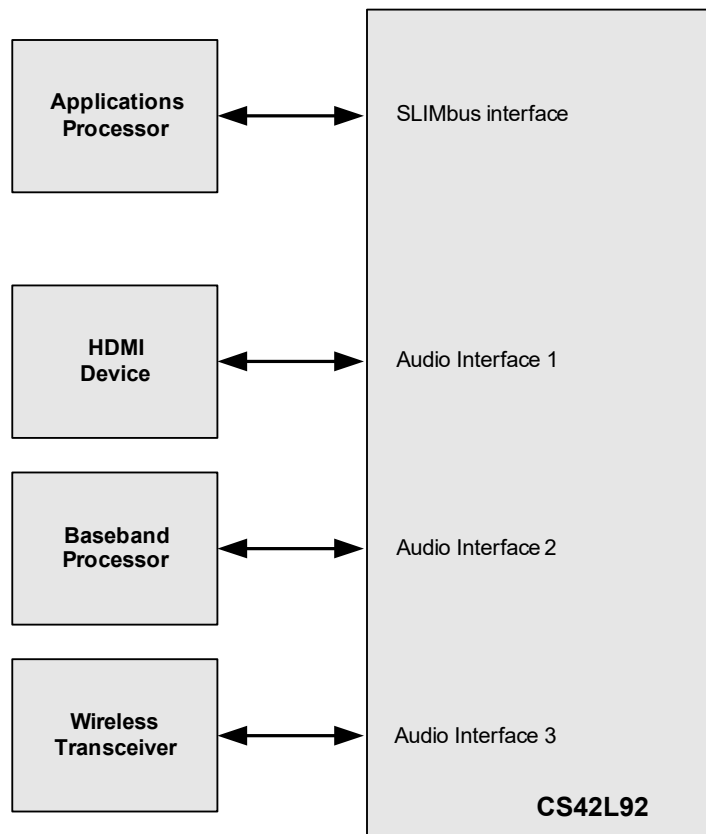 Applications
Processor
SLIMbus interface
HDMI
Device
Audio Interface 1
Baseband
Processor
Audio Interface 2
Wireless
Transceiver
Audio Interface 3
CS42L92